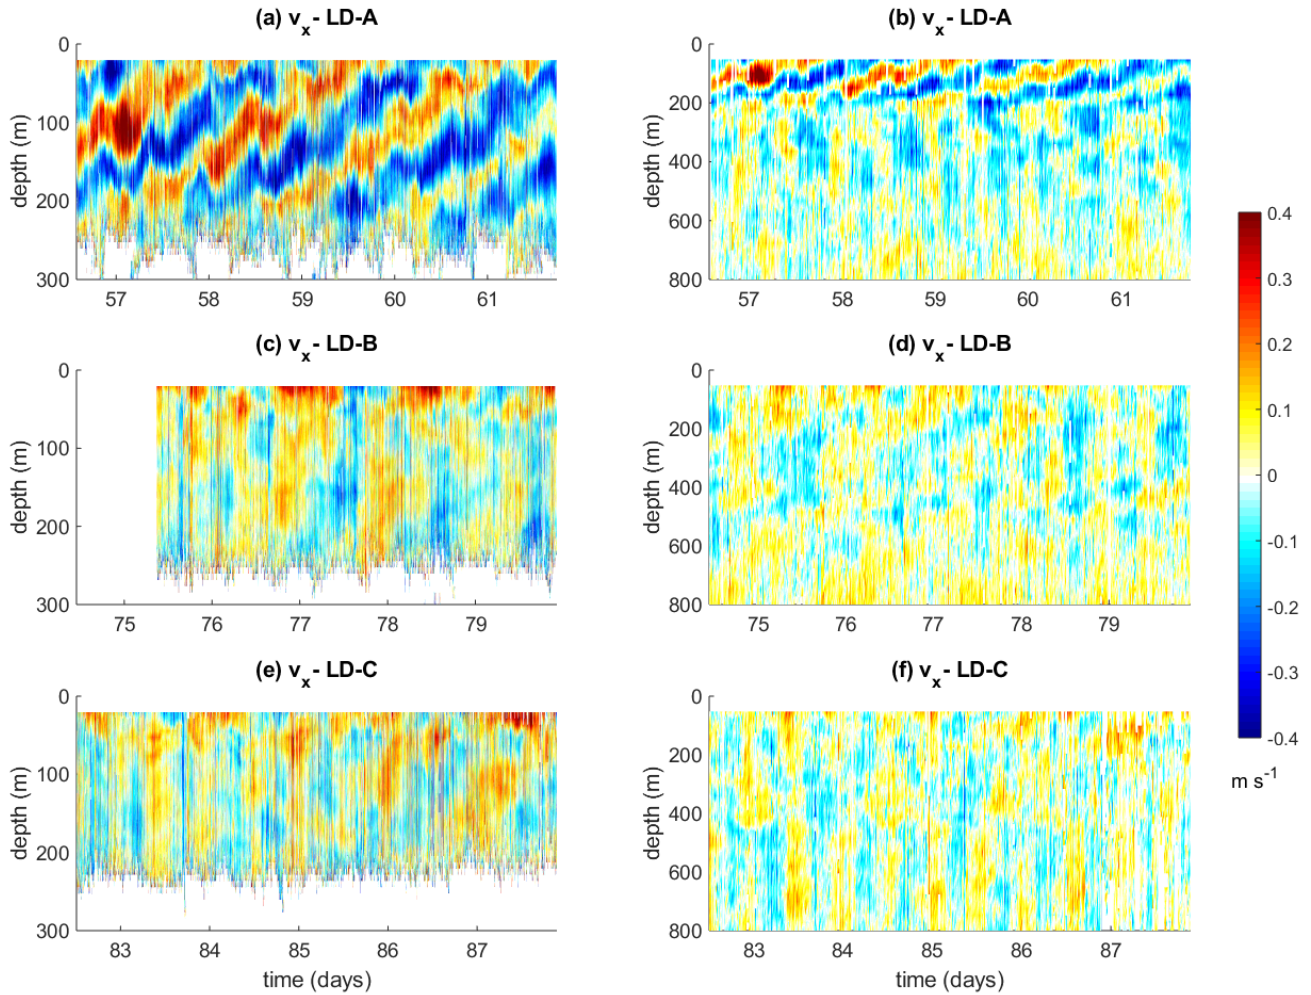 (a) vx- LD-A
(b) vx- LD-A
0
100
200
300
depth (m)
57 58 59 60 61
0
200
400
600
800
depth (m)
57 58 59 60 61
(c) vx- LD-B
(d) vx- LD-B
0
100
200
300
depth (m)
75 76 77 78 79
0
200
400
600
800
depth (m)
75 76 77 78 79
(e) vx- LD-C
(f) vx- LD-C
0
100
200
300
depth (m)
83 84 85 86 87
time (days)
0
200
400
600
800
depth (m)
83 84 85 86 87
time (days)
0.4
0.3
0.2
0.1
0
-0.1
-0.2
-0.3
-0.4
m s-1